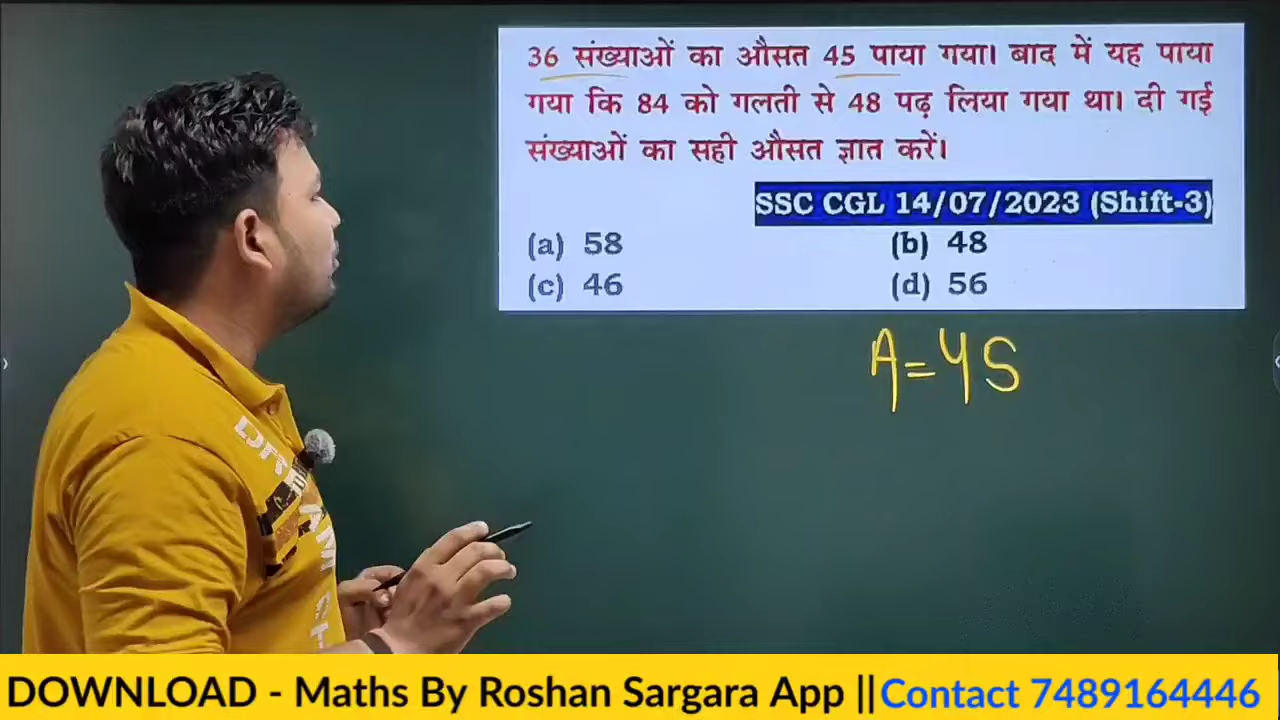 36 संख्याओं का औसत 45 पाया गया। बाद में यह पाया
गया कि 84 को गलती से 48 पढ़ लिया गया था। दी गई
संख्याओं का सही औसत ज्ञात करें।
SSC CGL 14/07/2023 (Shift-3)
(a) 58 (b) 48
(c) 46 (d) 56
A=45
DOWNLOAD - Maths By Roshan Sargara App || Contact 7489164446